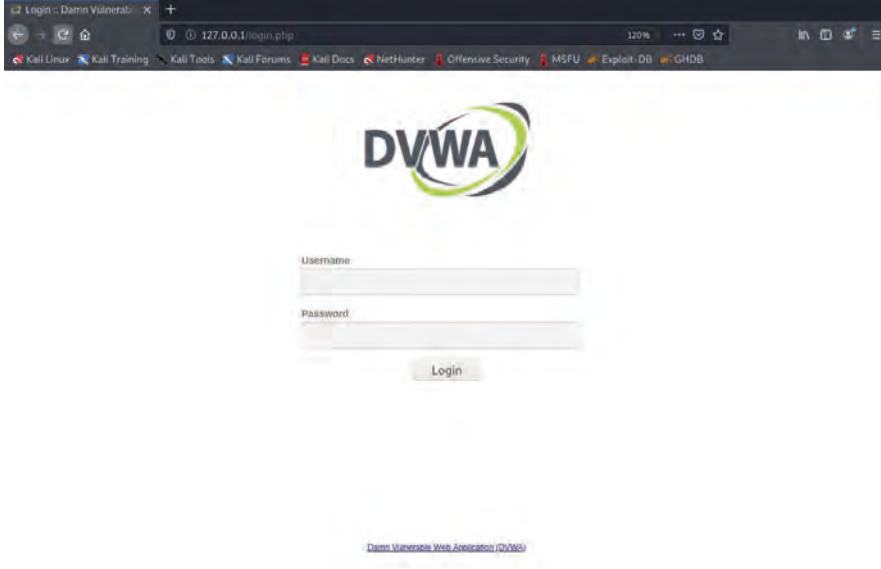 Login :: Damn Vulnerab
127.0.0.1/login.php
120%
Kali Linux Kali Training Kali Tools Kali Forums Kali Docs NetHunter Offensive Security MSFU Exploit-DB GHDB
DVWA
Username
Password
Login
Damn Vulnerable Web Application (DVWA)